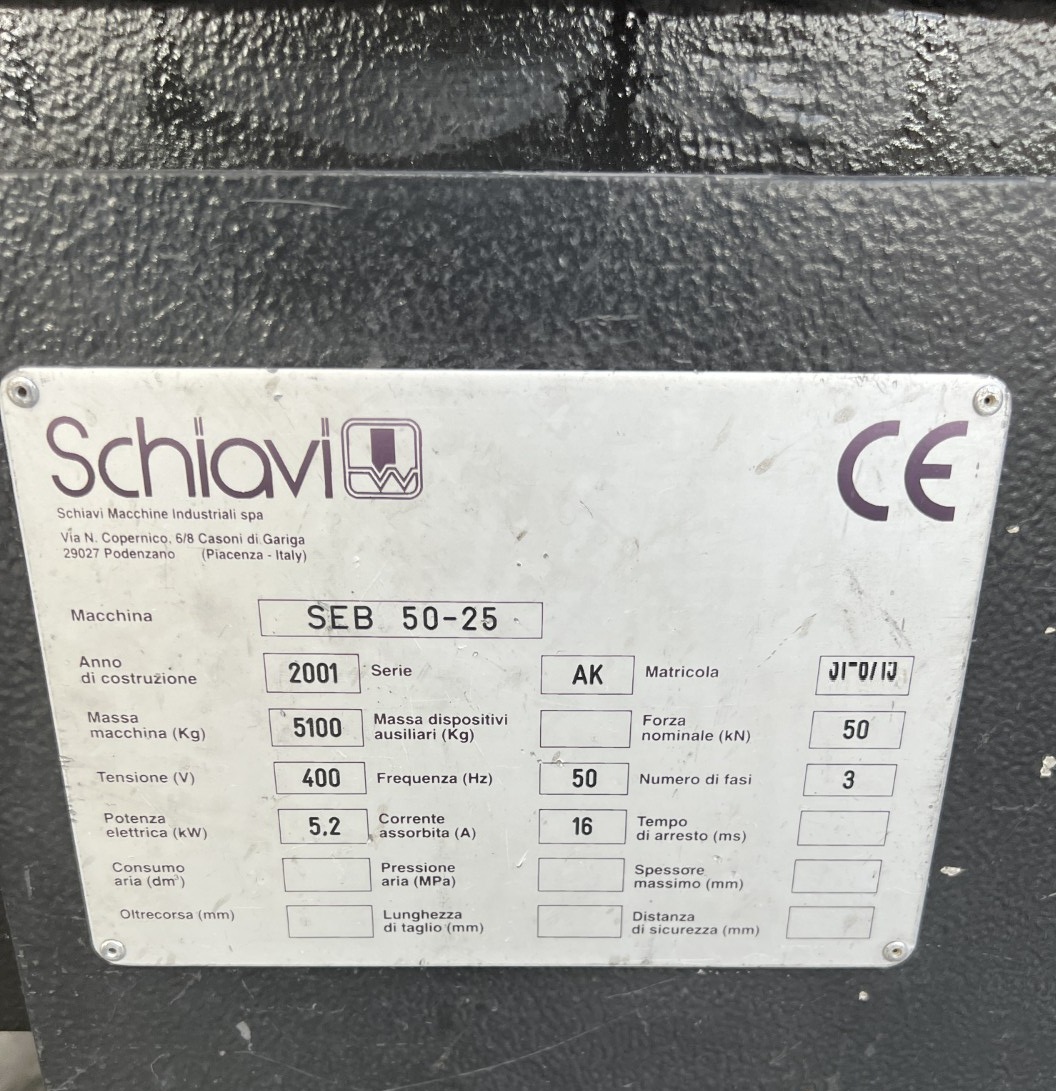 Schiavi
CE
Schiavi Macchine Industriali spa
Via N. Copernico, 6/8 Casoni di Gariga
29027 Podenzano (Piacenza - Italy)
Macchina SEB 50-25
Anno
di costruzione 2001 Serie AK Matricola
Massa
macchina (Kg) 5100 Massa dispositivi
ausiliari (Kg) Forza
nominale (kN) 50
Tensione (V) 400 Frequenza (Hz) 50 Numero di fasi 3
Potenza
elettrica (kW) 5.2 Corrente
assorbita (A) 16 Tempo
di arresto (ms)
Consumo
aria (dm³) Pressione
aria (MPa) Spessore
massimo (mm)
Oltrecorsa (mm) Lunghezza
di taglio (mm) Distanza
di sicurezza (mm)